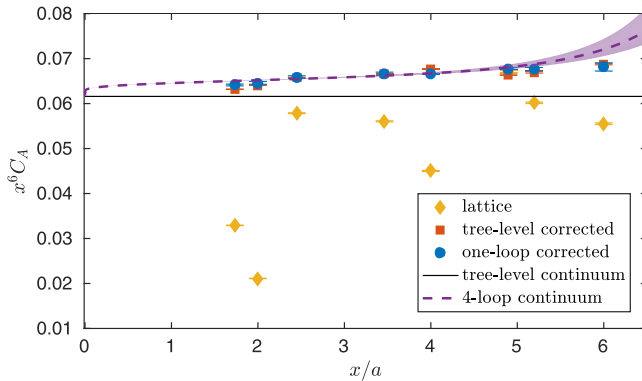 0.08
0.07
0.06
0.05
0.04
0.03
0.02
0.01
x⁶C_A
lattice
tree-level corrected
one-loop corrected
tree-level continuum
4-loop continuum
0 1 2 3 4 5 6
x/a